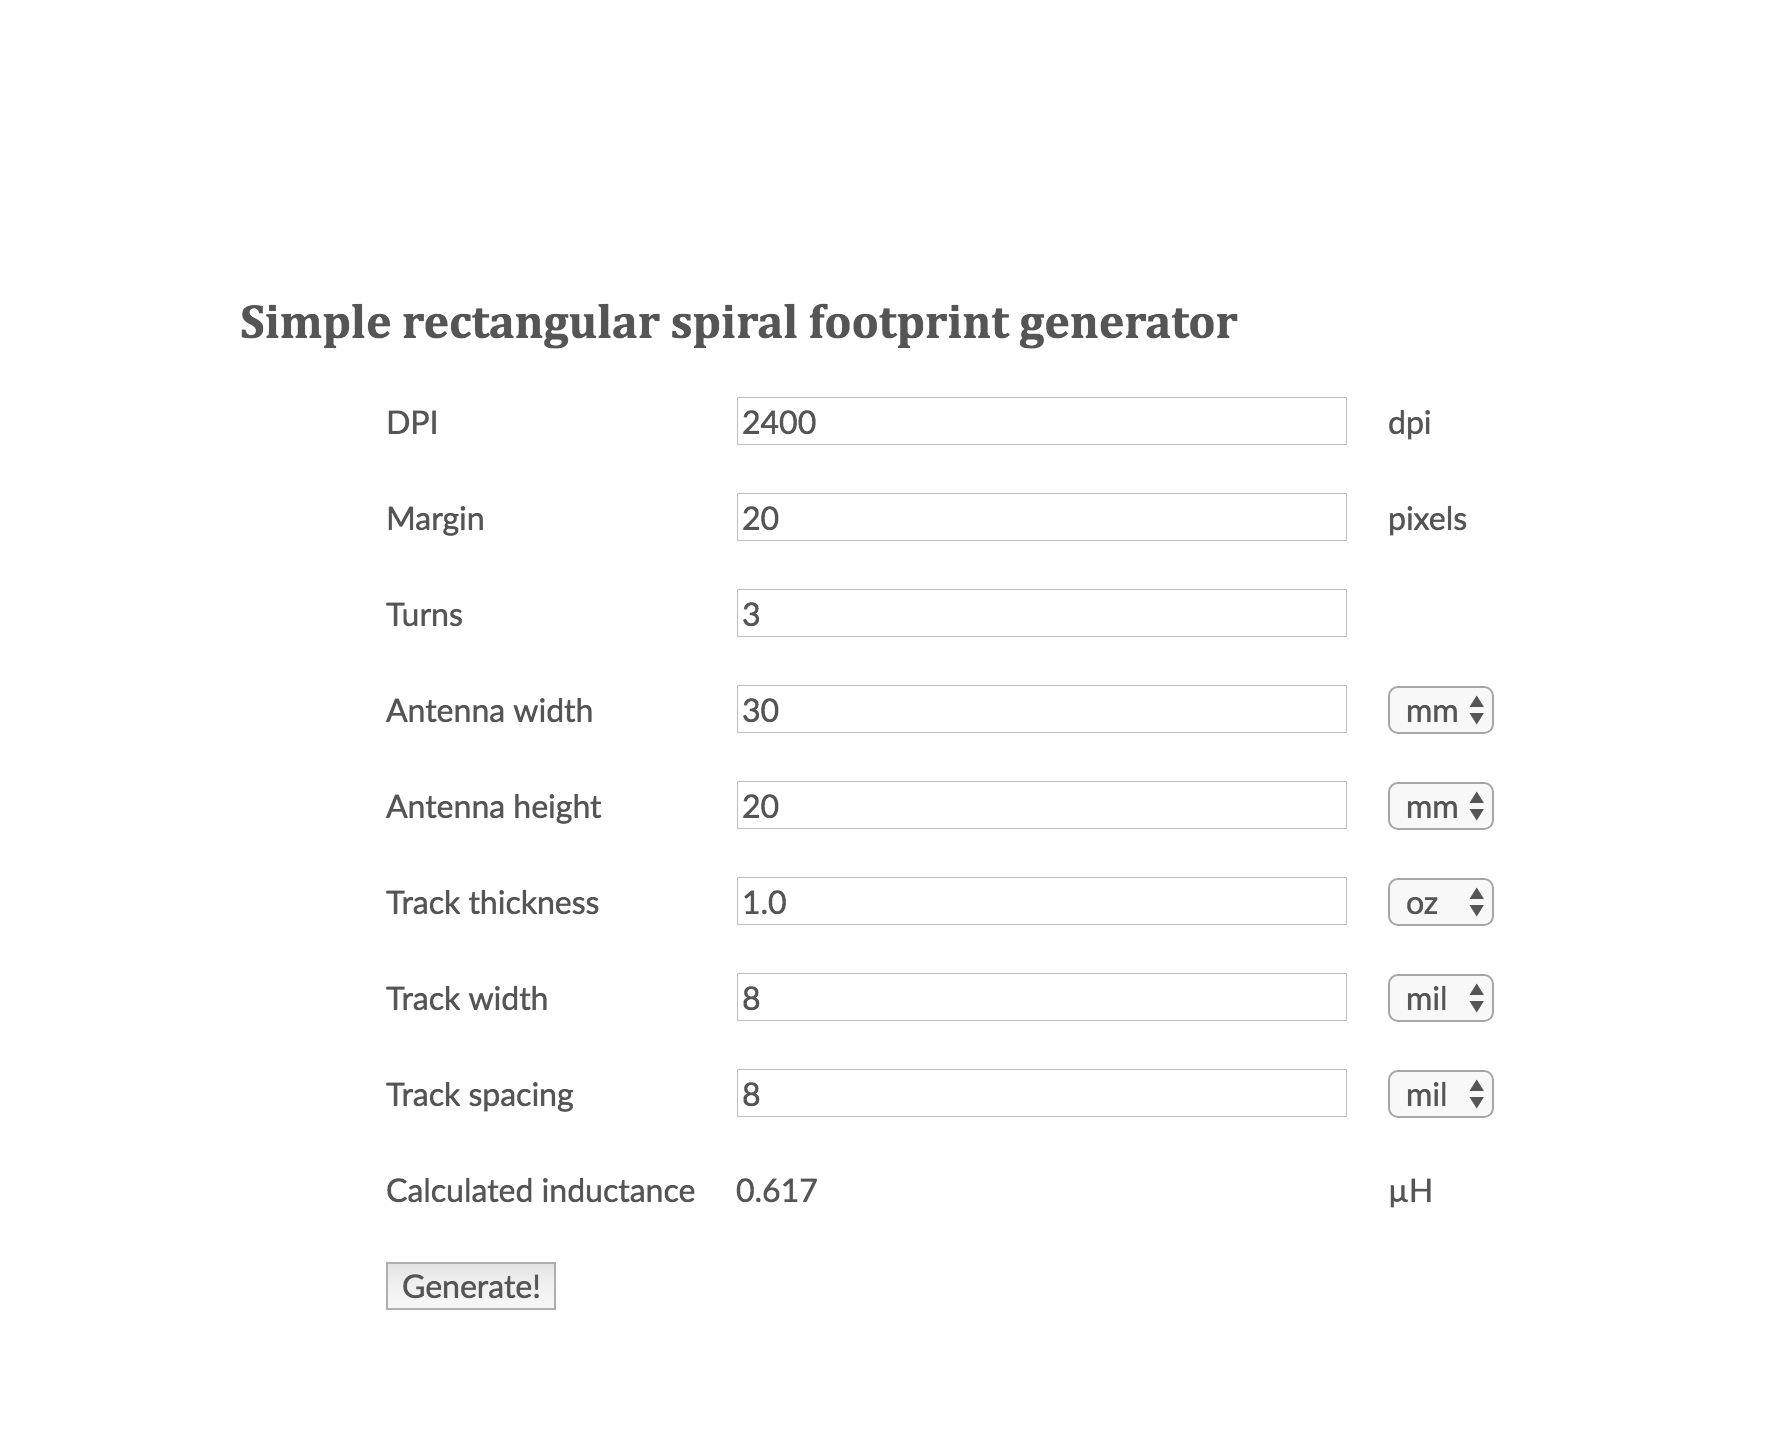 Simple rectangular spiral footprint generator
DPI 2400 dpi
Margin 20 pixels
Turns 3
Antenna width 30 mm
Antenna height 20 mm
Track thickness 1.0 oz
Track width 8 mil
Track spacing 8 mil
Calculated inductance 0.617 µH
Generate!